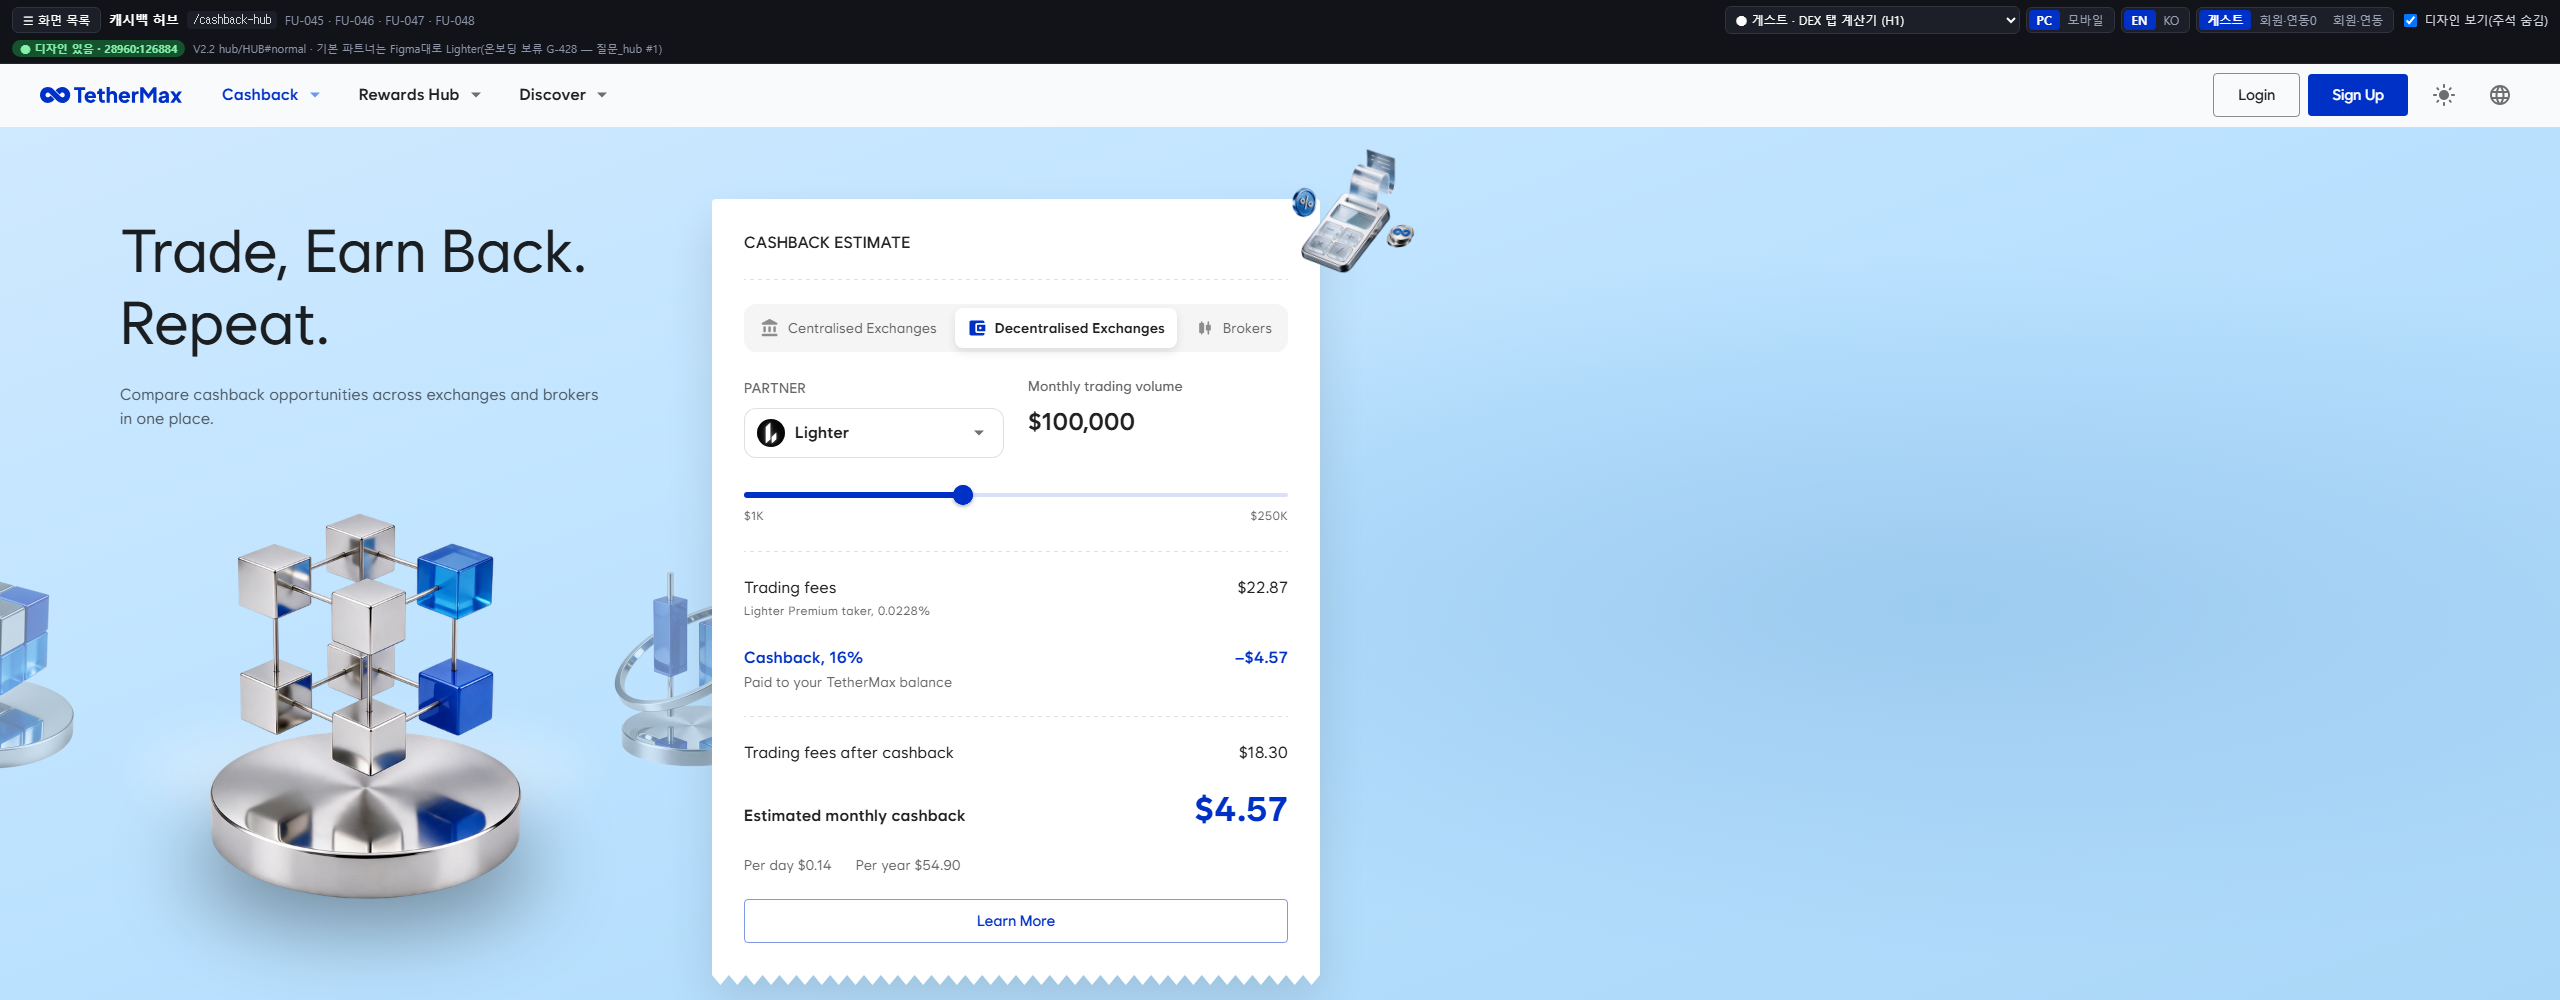 ☰ 화면 목록 캐시백 허브 /cashback-hub FU-045 · FU-046 · FU-047 · FU-048
● 게스트 · DEX 탭 계산기 (H1) PC 모바일 EN KO 게스트 회원·연동0 회원·연동 디자인 보기(주석 숨김)
● 디자인 있음 · 28960:126884 V2.2 hub/HUB#normal · 기본 파트너는 Figma대로 Lighter(온보딩 보류 G-428 — 질문_hub #1)
TetherMax Cashback Rewards Hub Discover Login Sign Up
Trade, Earn Back.
Repeat.
Compare cashback opportunities across exchanges and brokers
in one place.
CASHBACK ESTIMATE
Centralised Exchanges Decentralised Exchanges Brokers
PARTNER
Lighter
Monthly trading volume
$100,000
$1K $250K
Trading fees $22.87
Lighter Premium taker, 0.0228%
Cashback, 16% –$4.57
Paid to your TetherMax balance
Trading fees after cashback $18.30
Estimated monthly cashback $4.57
Per day $0.14 Per year $54.90
Learn More